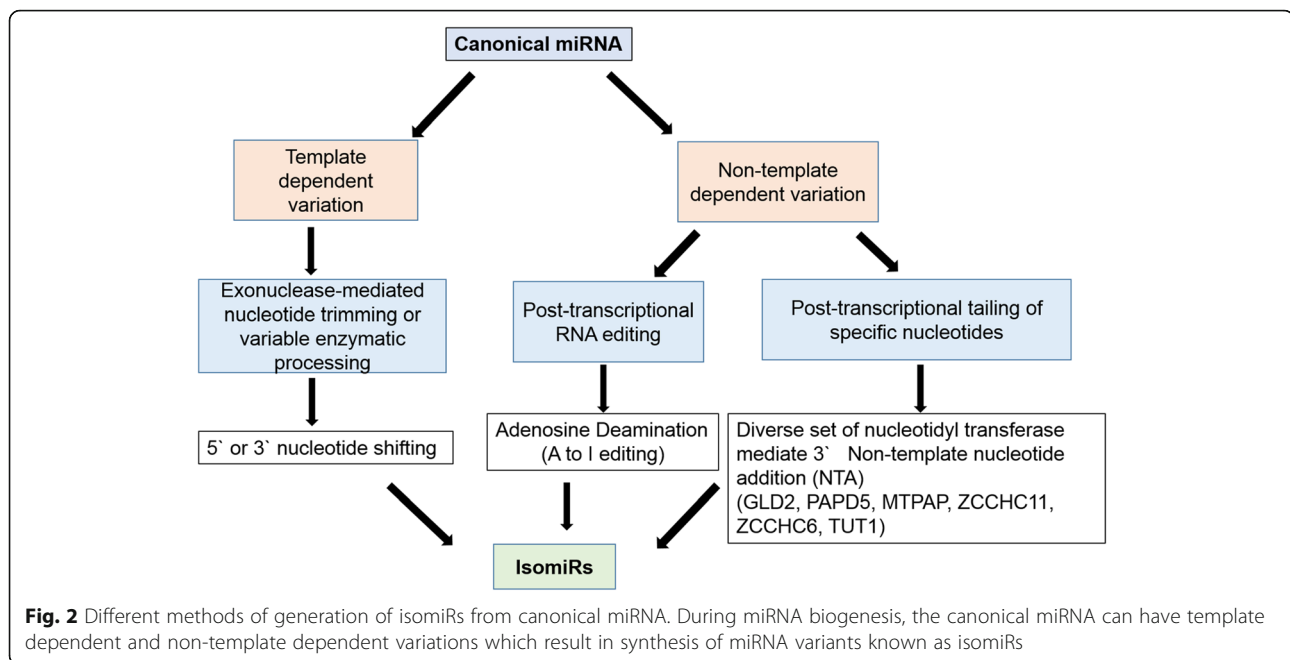 Canonical miRNA
Template
dependent
variation
Non-template
dependent variation
Exonuclease-mediated
nucleotide trimming or
variable enzymatic
processing
Post-transcriptional
RNA editing
Post-transcriptional tailing of
specific nucleotides
5` or 3` nucleotide shifting
Adenosine Deamination
(A to I editing)
Diverse set of nucleotidyl transferase
mediate 3`  Non-template nucleotide
addition (NTA)
(GLD2, PAPD5, MTPAP, ZCCHC11,
ZCCHC6, TUT1)
IsomiRs
Fig. 2 Different methods of generation of isomiRs from canonical miRNA. During miRNA biogenesis, the canonical miRNA can have template
dependent and non-template dependent variations which result in synthesis of miRNA variants known as isomiRs